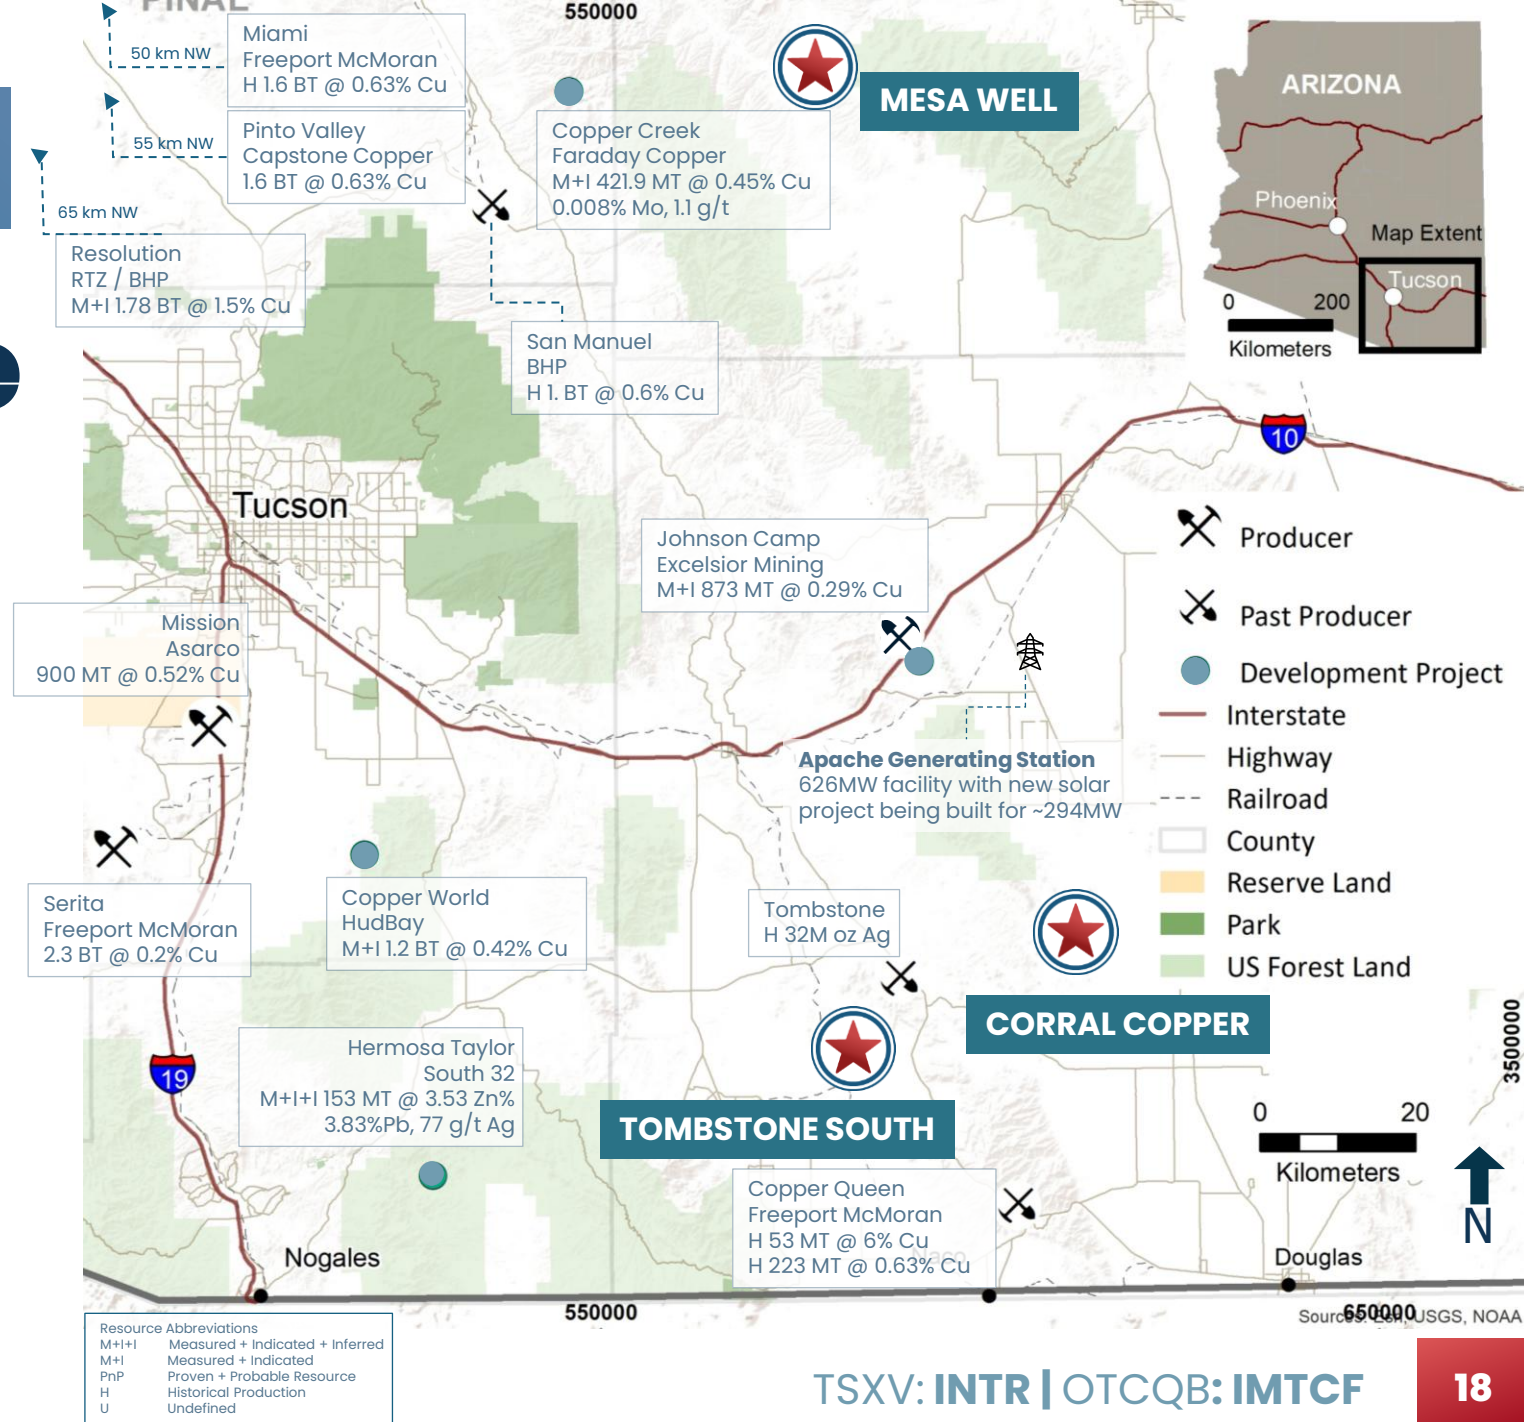 PINAL
550000
50 km NW
Miami
Freeport McMoran
H 1.6 BT @ 0.63% Cu
55 km NW
Pinto Valley
Capstone Copper
1.6 BT @ 0.63% Cu
65 km NW
Resolution
RTZ / BHP
M+I 1.78 BT @ 1.5% Cu
Copper Creek
Faraday Copper
M+I 421.9 MT @ 0.45% Cu
0.008% Mo, 1.1 g/t
MESA WELL
ARIZONA
Phoenix
Map Extent
Tucson
0 200
Kilometers
San Manuel
BHP
H 1. BT @ 0.6% Cu
10
Tucson
Johnson Camp
Excelsior Mining
M+I 873 MT @ 0.29% Cu
Mission
Asarco
900 MT @ 0.52% Cu
Apache Generating Station
626MW facility with new solar
project being built for ~294MW
Producer
Past Producer
Development Project
Interstate
Highway
Railroad
County
Reserve Land
Park
US Forest Land
Serita
Freeport McMoran
2.3 BT @ 0.2% Cu
Copper World
HudBay
M+I 1.2 BT @ 0.42% Cu
Tombstone
H 32M oz Ag
CORRAL COPPER
19
Hermosa Taylor
South 32
M+I+I 153 MT @ 3.53 Zn%
3.83%Pb, 77 g/t Ag
TOMBSTONE SOUTH
3500000
0 20
Kilometers
N
Copper Queen
Freeport McMoran
H 53 MT @ 6% Cu
H 223 MT @ 0.63% Cu
Naco
Nogales
Douglas
550000
650000
Sources: Esri, USGS, NOAA
Resource Abbreviations
M+I+I Measured + Indicated + Inferred
M+I Measured + Indicated
PnP Proven + Probable Resource
H Historical Production
U Undefined
TSXV: INTR | OTCQB: IMTCF
18